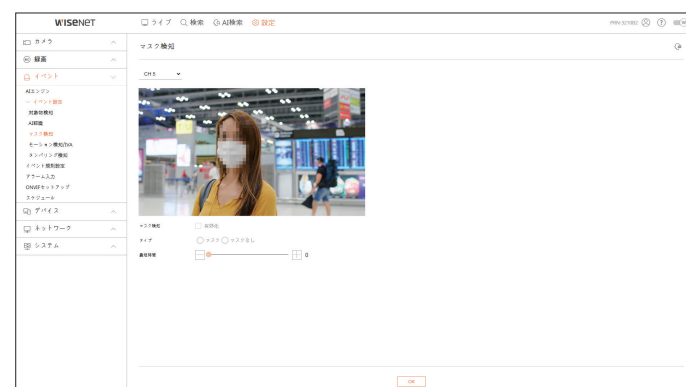 WISENET
ライブ 検索 AI検索 設定
PRN-3210B2
カメラ
録画
イベント
AIエンジン
イベント設定
対象物検知
AI頻度
マスク検知
モーション検知/IVA
タンパリング検知
イベント規則設定
アラーム入力
ONVIFセットアップ
スケジュール
デバイス
ネットワーク
システム
マスク検知
CH 5
マスク検知 有効化
タイプ マスク マスクなし
最短時間 0
OK